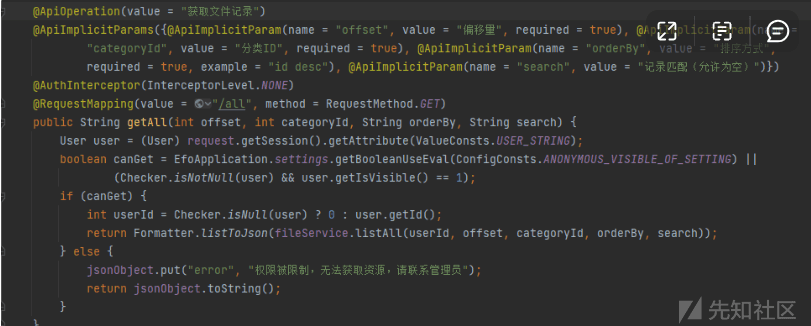 @ApiOperation(value = "获取文件记录")
@ApiImplicitParams({@ApiImplicitParam(name = "offset", value = "偏移量", required = true), @ApiImplicitParam(name =
"categoryId", value = "分类ID", required = true), @ApiImplicitParam(name = "orderBy", value = "排序方式",
required = true, example = "id desc"), @ApiImplicitParam(name = "search", value = "记录匹配（允许为空）")})
@AuthInterceptor(InterceptorLevel.NONE)
@RequestMapping(value = "/all", method = RequestMethod.GET)
public String getAll(int offset, int categoryId, String orderBy, String search) {
User user = (User) request.getSession().getAttribute(ValueConsts.USER_STRING);
boolean canGet = EfoApplication.settings.getBooleanUseEval(ConfigConsts.ANONYMOUS_VISIBLE_OF_SETTING) ||
(Checker.isNotNull(user) && user.getIsVisible() == 1);
if (canGet) {
int userId = Checker.isNull(user) ? 0 : user.getId();
return Formatter.listToJson(fileService.listAll(userId, offset, categoryId, orderBy, search));
} else {
jsonObject.put("error", "权限被限制，无法获取资源，请联系管理员");
return jsonObject.toString();
}
}
先知社区